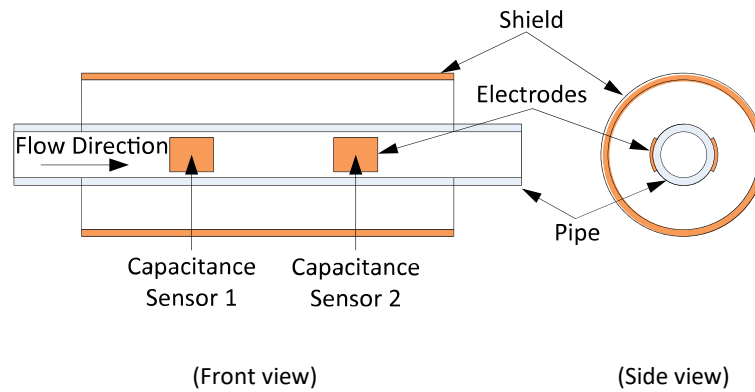 Shield
Electrodes
Flow Direction
Pipe
Capacitance
Sensor 1
Capacitance
Sensor 2
(Front view)
(Side view)